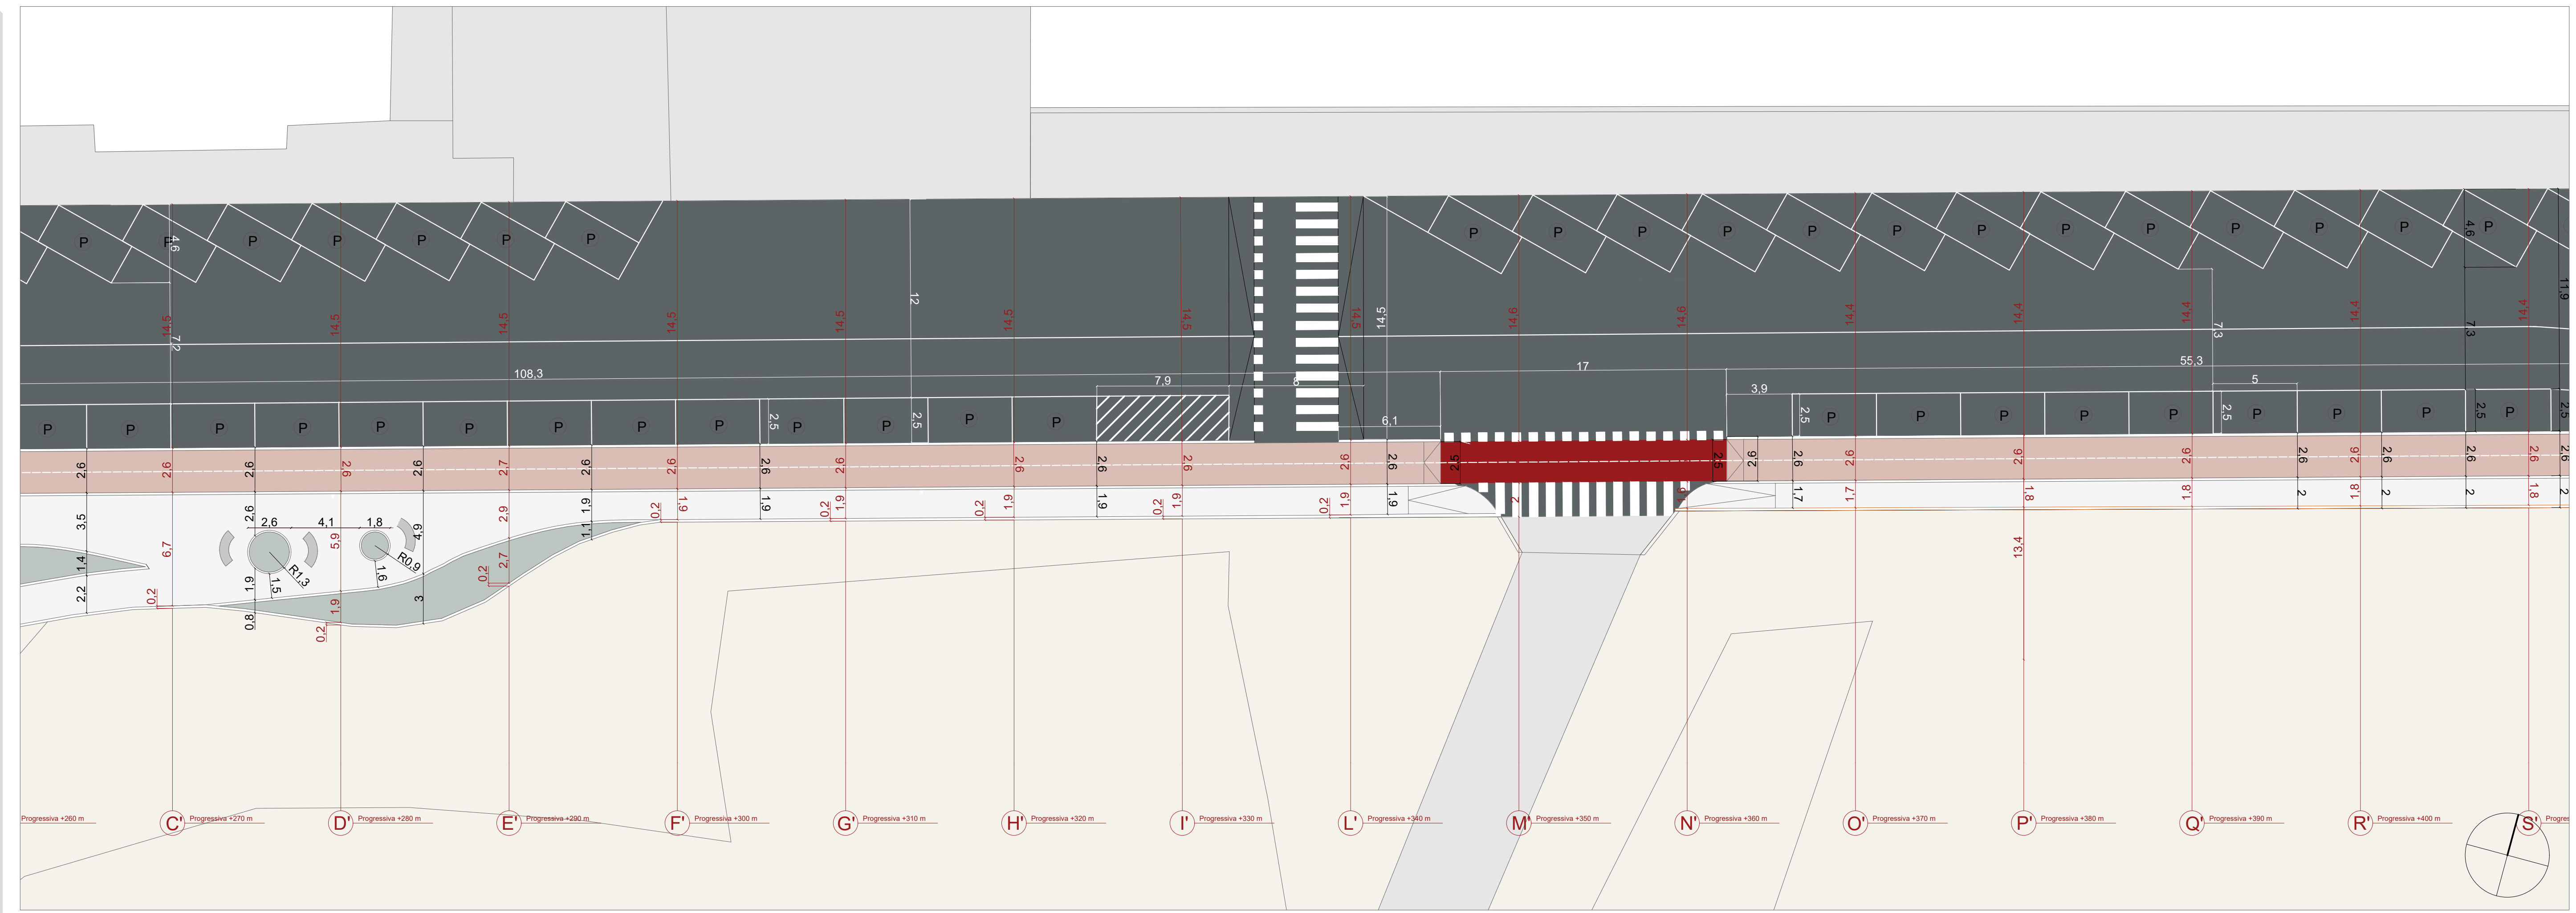 P P P P P P P P P P P P P P P P P P P P
4,6
4,6
12
11,9
14,5 14,5 14,5 14,5 14,5 14,5 14,5 14,5 14,5 14,6 14,6 14,4 14,4 14,4 14,4 14,4
7,2
7,3
7,3
108,3
17
55,3
7,9
8
3,9
5
6,1
P P P P P P P P P P P P P P P P P P P P P P
2,5 2,5 2,5 2,5 2,5 2,5
2,6 2,6 2,6 2,6 2,6 2,7 2,6 2,6 2,6 2,6 2,6 2,6 2,6 2,6 2,6 2,5 2,5 2,9 2,6 2,6 2,6 2,6 2,6 2,6 2,6 2,6 2,6 2,6
3,5 2,6 4,9 2,9 1,9 1,9 1,9 1,9 1,9 1,9 1,9 1,9 1,9 2 1,7 1,7 1,8 1,8 2 1,8 2 2 1,8 2
0,2 0,2 0,2 0,2 0,2
2,6 4,1 1,8
1,1
6,7
5,9
13,4
1,4
R1,3
R0,9
2,7
0,2
1,9 1,5 1,6
2,2
0,2
1,9
3
0,8
0,2
Progressiva +260 m
C' Progressiva +270 m
D' Progressiva +280 m
E' Progressiva +290 m
F' Progressiva +300 m
G' Progressiva +310 m
H' Progressiva +320 m
I' Progressiva +330 m
L' Progressiva +340 m
M' Progressiva +350 m
N' Progressiva +360 m
O' Progressiva +370 m
P' Progressiva +380 m
Q' Progressiva +390 m
R' Progressiva +400 m
S'